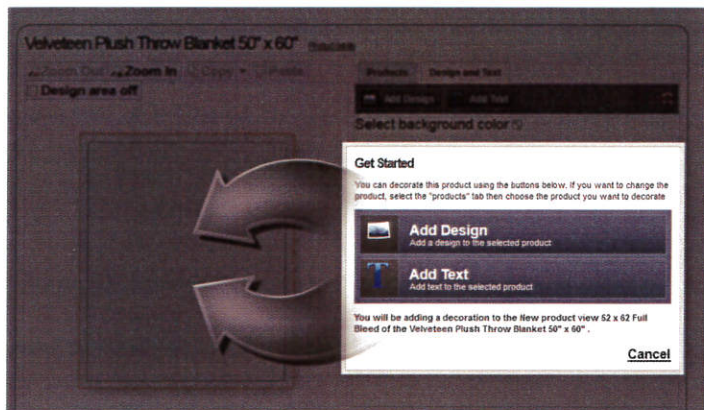 Velveteen Plush Throw Blanket 50" x 60"
Zoom Out Zoom In Copy Paste
Design area off
Products Design and Text
Add Design Add Text
Select background color
Get Started
You can decorate this product using the buttons below. If you want to change the
product, select the "products" tab then choose the product you want to decorate
Add Design
Add a design to the selected product
Add Text
Add text to the selected product
You will be adding a decoration to the New product view 52 x 62 Full
Bleed of the Velveteen Plush Throw Blanket 50" x 60" .
Cancel